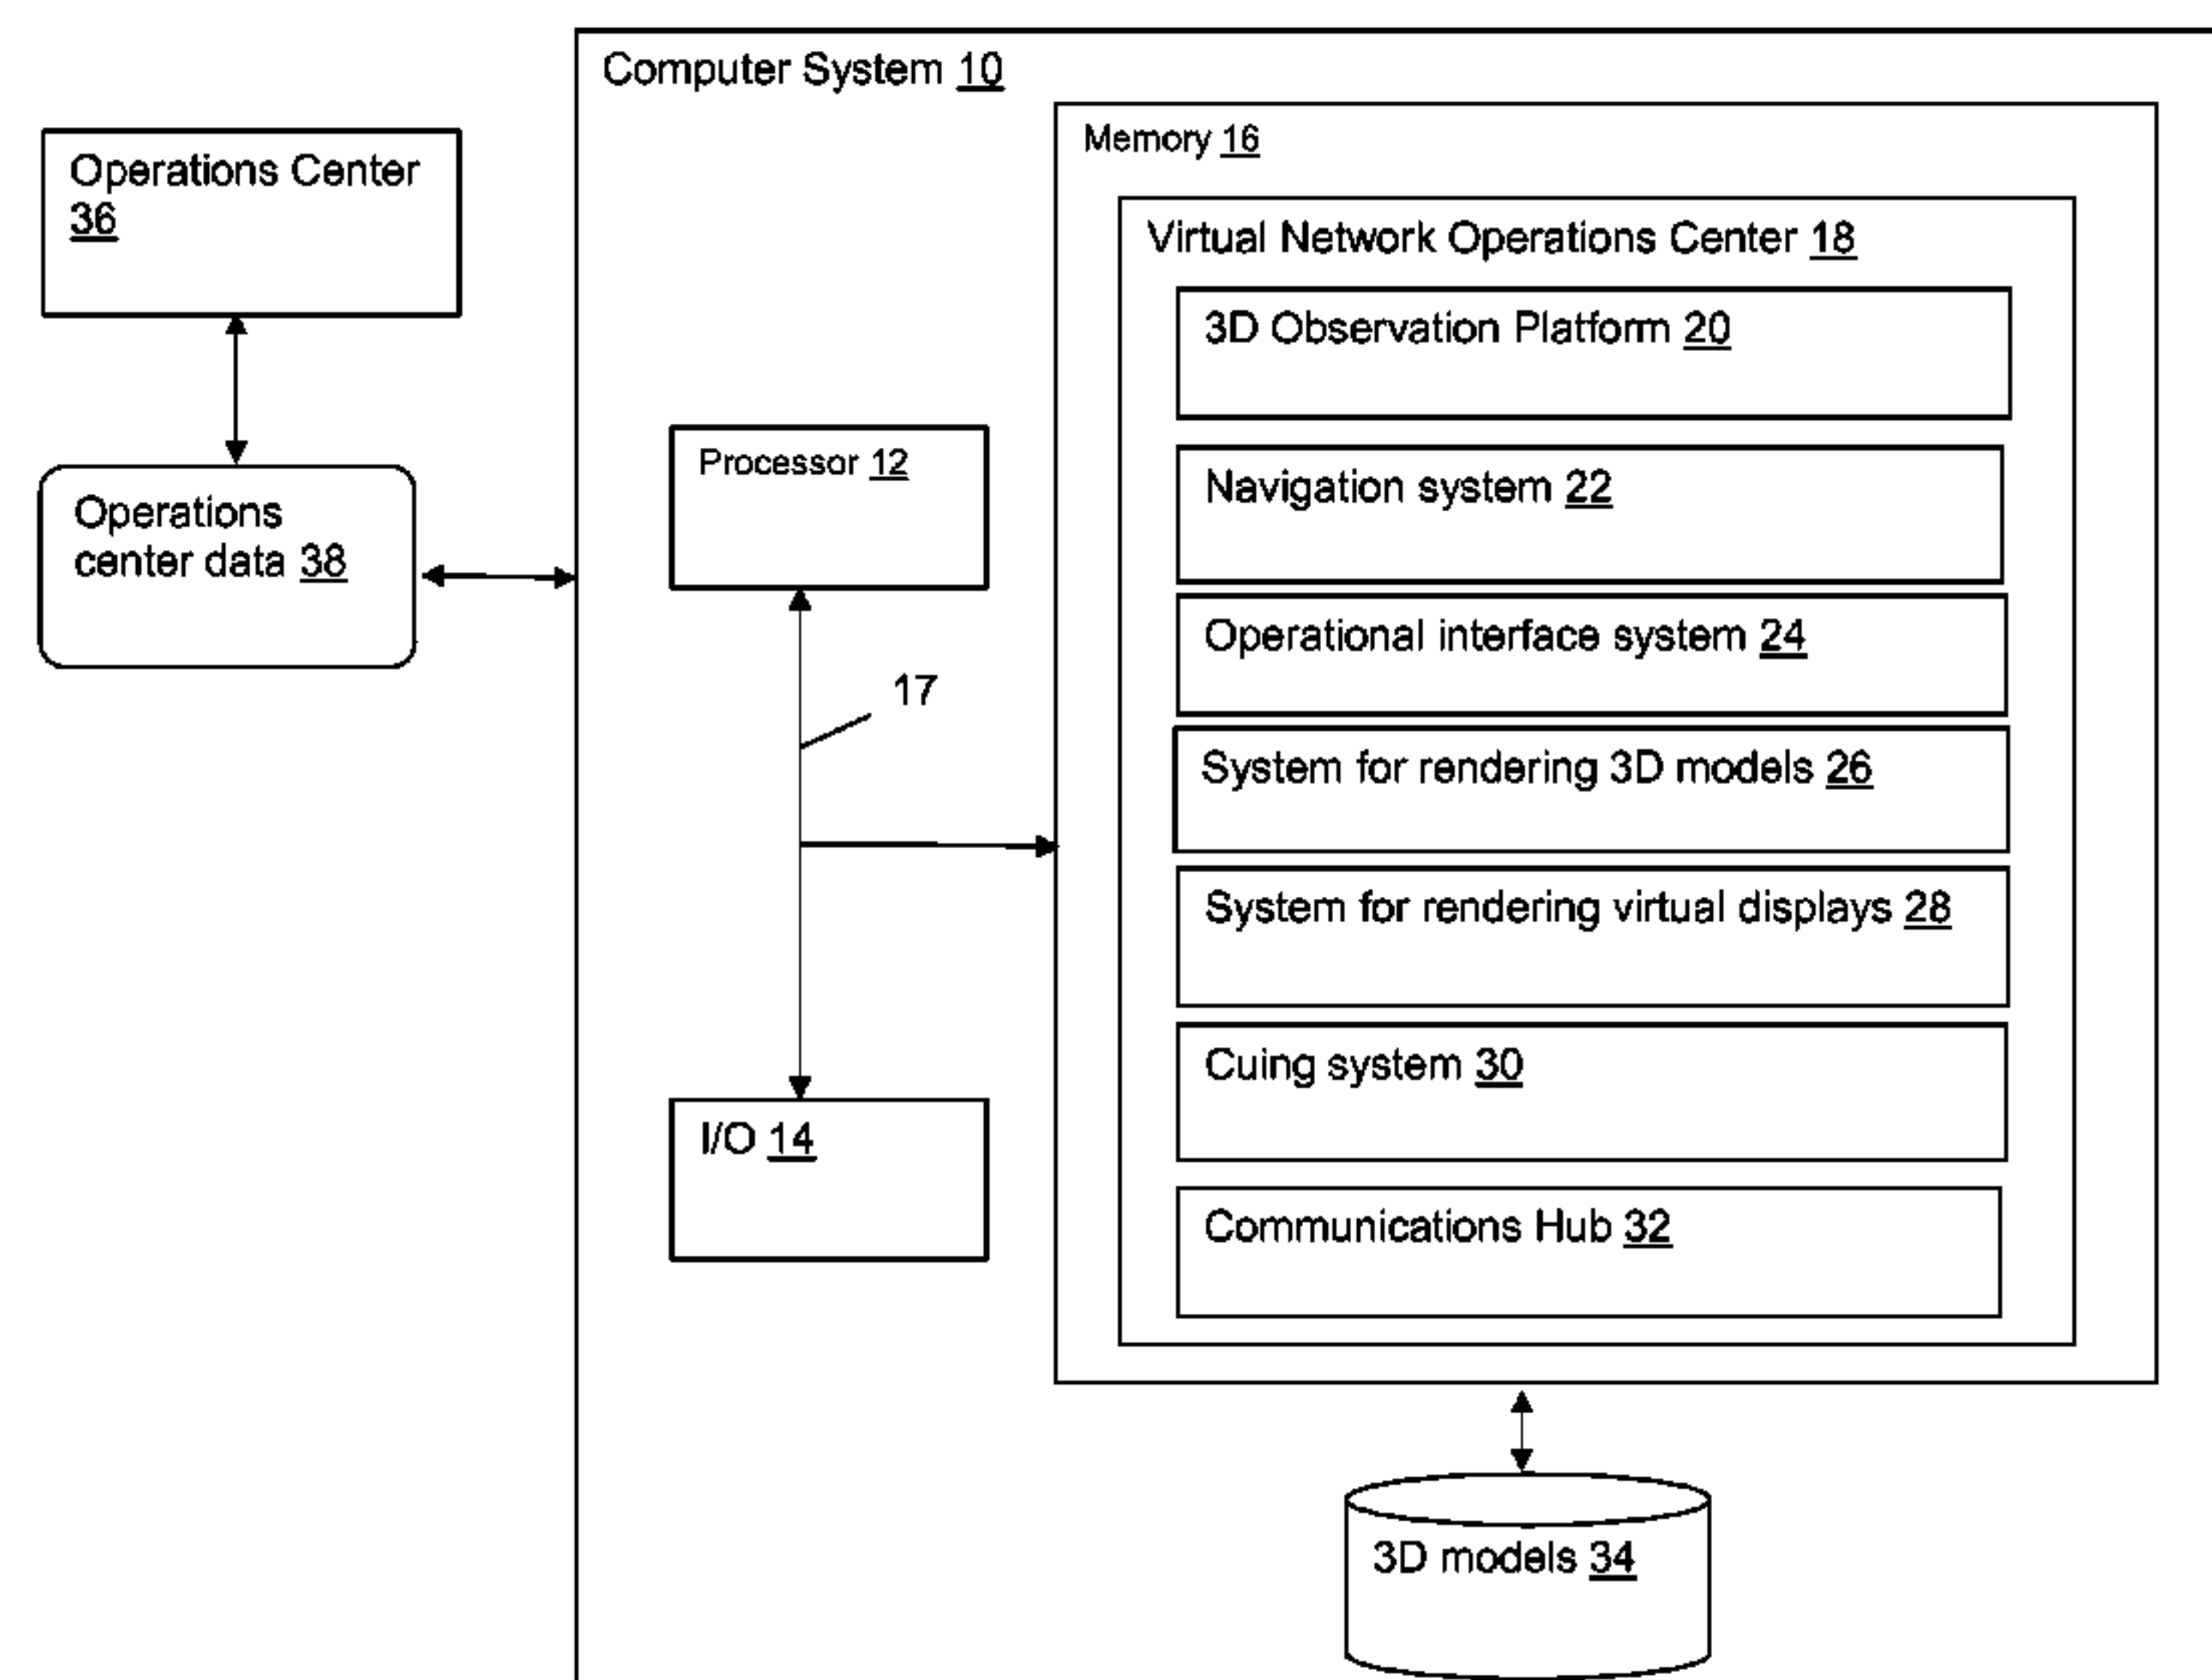 Computer System 10
Operations Center
36
Memory 16
Virtual Network Operations Center 18
3D Observation Platform 20
Processor 12
Navigation system 22
Operations
center data 38
Operational interface system 24
17
System for rendering 3D models 26
System for rendering virtual displays 28
Cuing system 30
I/O 14
Communications Hub 32
3D models 34